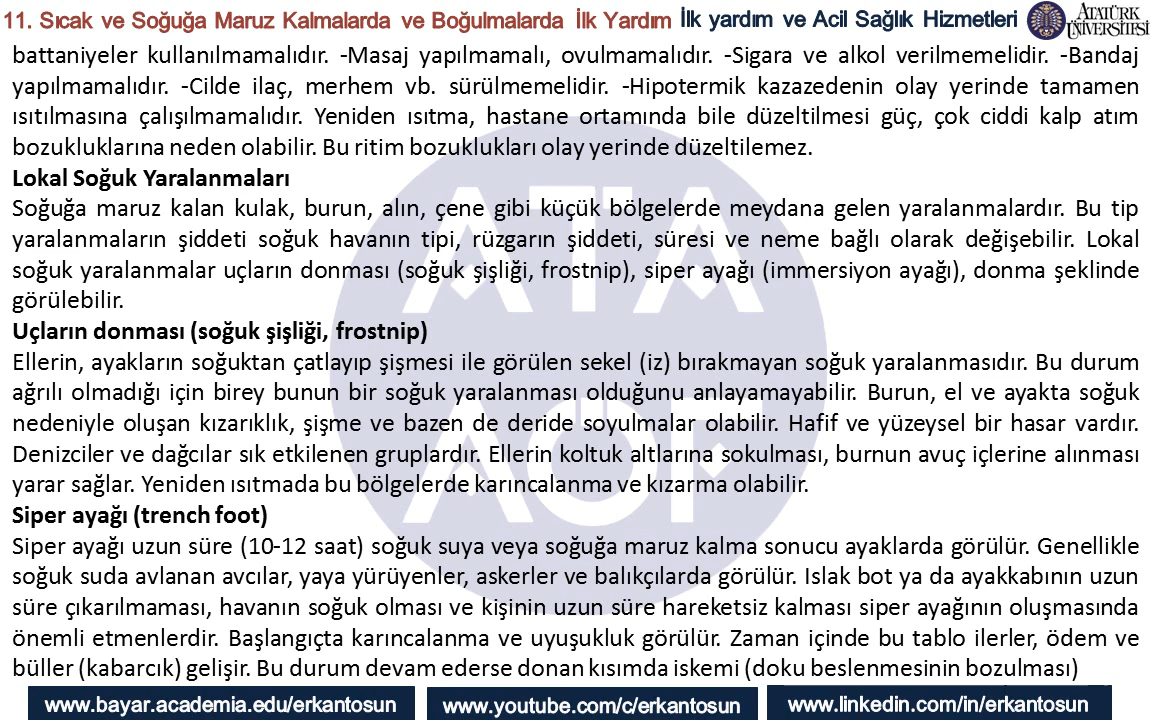 11. Sıcak ve Soğuğa Maruz Kalmalarda ve Boğulmalarda İlk Yardım İlk yardım ve Acil Sağlık Hizmetleri ATATÜRK ÜNİVERSİTESİ
battaniyeler kullanılmamalıdır. -Masaj yapılmamalı, ovulmamalıdır. -Sigara ve alkol verilmemelidir. -Bandaj
yapılmamalıdır. -Cilde ilaç, merhem vb. sürülmemelidir. -Hipotermik kazazedenin olay yerinde tamamen
ısıtılmasına çalışılmamalıdır. Yeniden ısıtma, hastane ortamında bile düzeltilmesi güç, çok ciddi kalp atım
bozukluklarına neden olabilir. Bu ritim bozuklukları olay yerinde düzeltilemez.
Lokal Soğuk Yaralanmaları
Soğuğa maruz kalan kulak, burun, alın, çene gibi küçük bölgelerde meydana gelen yaralanmalardır. Bu tip
yaralanmaların şiddeti soğuk havanın tipi, rüzgarın şiddeti, süresi ve neme bağlı olarak değişebilir. Lokal
soğuk yaralanmalar uçların donması (soğuk şişliği, frostnip), siper ayağı (immersiyon ayağı), donma şeklinde
görülebilir.
Uçların donması (soğuk şişliği, frostnip)
Ellerin, ayakların soğuktan çatlayıp şişmesi ile görülen sekel (iz) bırakmayan soğuk yaralanmasıdır. Bu durum
ağrılı olmadığı için birey bunun bir soğuk yaralanması olduğunu anlayamayabilir. Burun, el ve ayakta soğuk
nedeniyle oluşan kızarıklık, şişme ve bazen de deride soyulmalar olabilir. Hafif ve yüzeysel bir hasar vardır.
Denizciler ve dağcılar sık etkilenen gruplardır. Ellerin koltuk altlarına sokulması, burnun avuç içlerine alınması
yarar sağlar. Yeniden ısıtmada bu bölgelerde karıncalanma ve kızarma olabilir.
Siper ayağı (trench foot)
Siper ayağı uzun süre (10-12 saat) soğuk suya veya soğuğa maruz kalma sonucu ayaklarda görülür. Genellikle
soğuk suda avlanan avcılar, yaya yürüyenler, askerler ve balıkçılarda görülür. Islak bot ya da ayakkabının uzun
süre çıkarılmaması, havanın soğuk olması ve kişinin uzun süre hareketsiz kalması siper ayağının oluşmasında
önemli etmenlerdir. Başlangıçta karıncalanma ve uyuşukluk görülür. Zaman içinde bu tablo ilerler, ödem ve
büller (kabarcık) gelişir. Bu durum devam ederse donan kısımda iskemi (doku beslenmesinin bozulması)
ATA
AÖF
www.bayar.academia.edu/erkantosun www.youtube.com/c/erkantosun www.linkedin.com/in/erkantosun